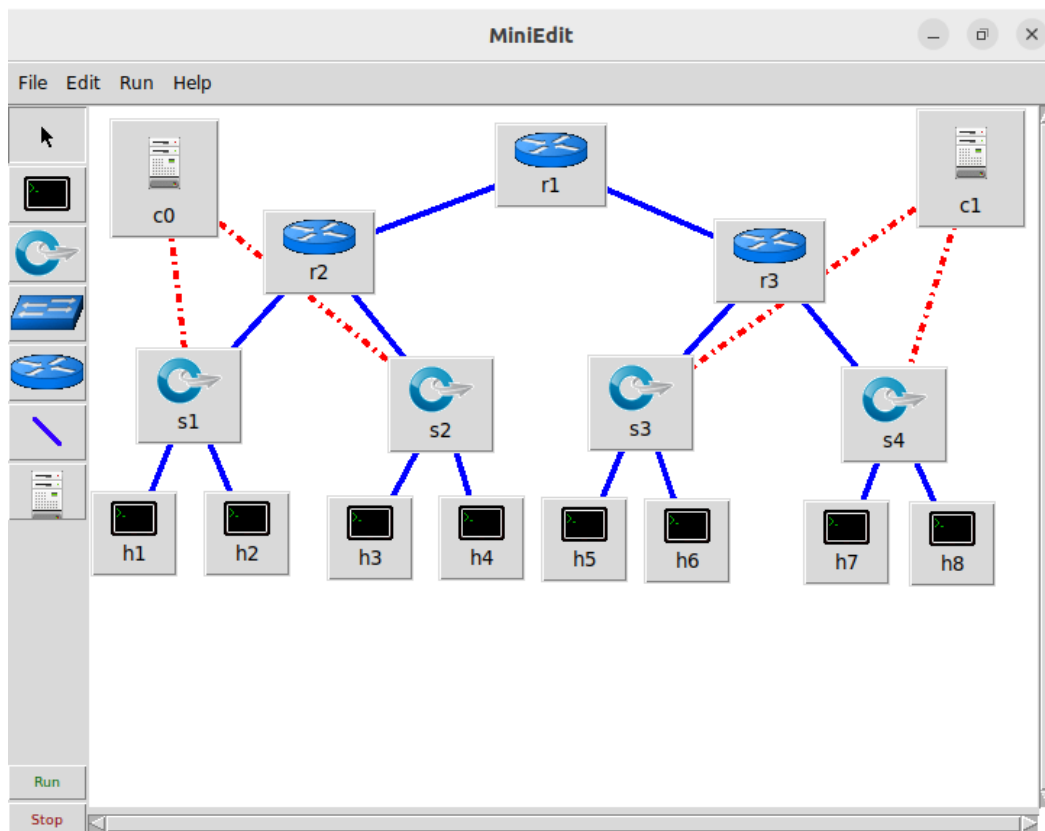 MiniEdit
File Edit Run Help
c0
r1
c1
r2
r3
s1
s2
s3
s4
h1
h2
h3
h4
h5
h6
h7
h8
Run
Stop